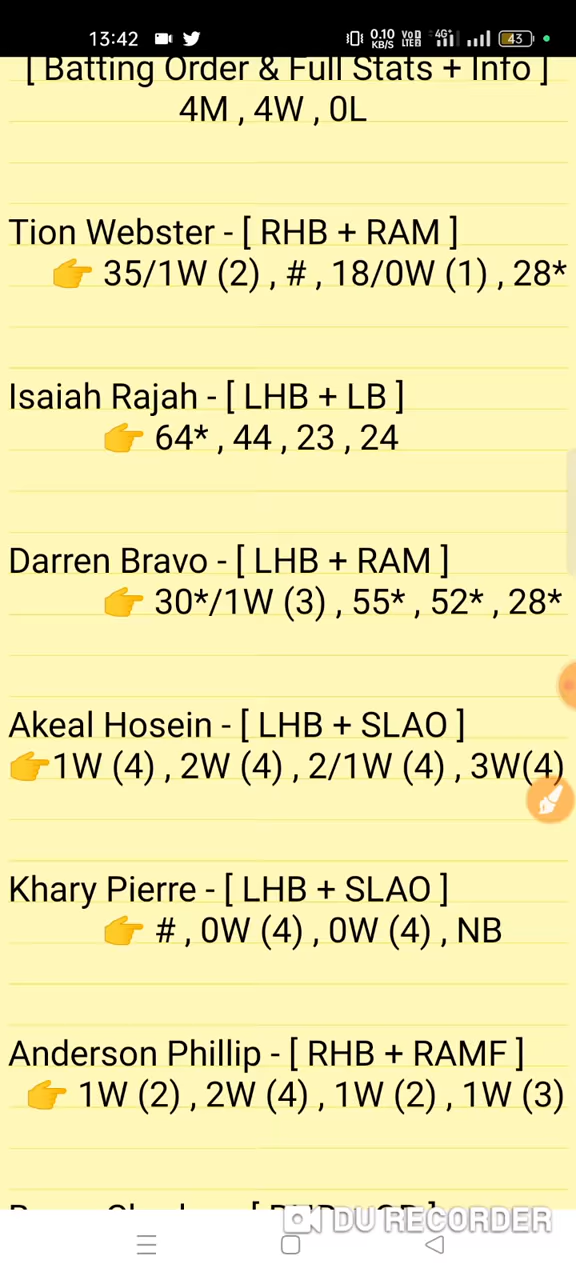 13:42 0.10 KB/S VoD LTE2 4G+ 43
[ Batting Order & Full Stats + Info ]
4M , 4W , 0L
Tion Webster - [ RHB + RAM ]
👉 35/1W (2) , # , 18/0W (1) , 28*
Isaiah Rajah - [ LHB + LB ]
👉 64* , 44 , 23 , 24
Darren Bravo - [ LHB + RAM ]
👉 30*/1W (3) , 55* , 52* , 28*
Akeal Hosein - [ LHB + SLAO ]
👉1W (4) , 2W (4) , 2/1W (4) , 3W(4)
Khary Pierre - [ LHB + SLAO ]
👉 # , 0W (4) , 0W (4) , NB
Anderson Phillip - [ RHB + RAMF ]
👉 1W (2) , 2W (4) , 1W (2) , 1W (3)
DU RECORDER